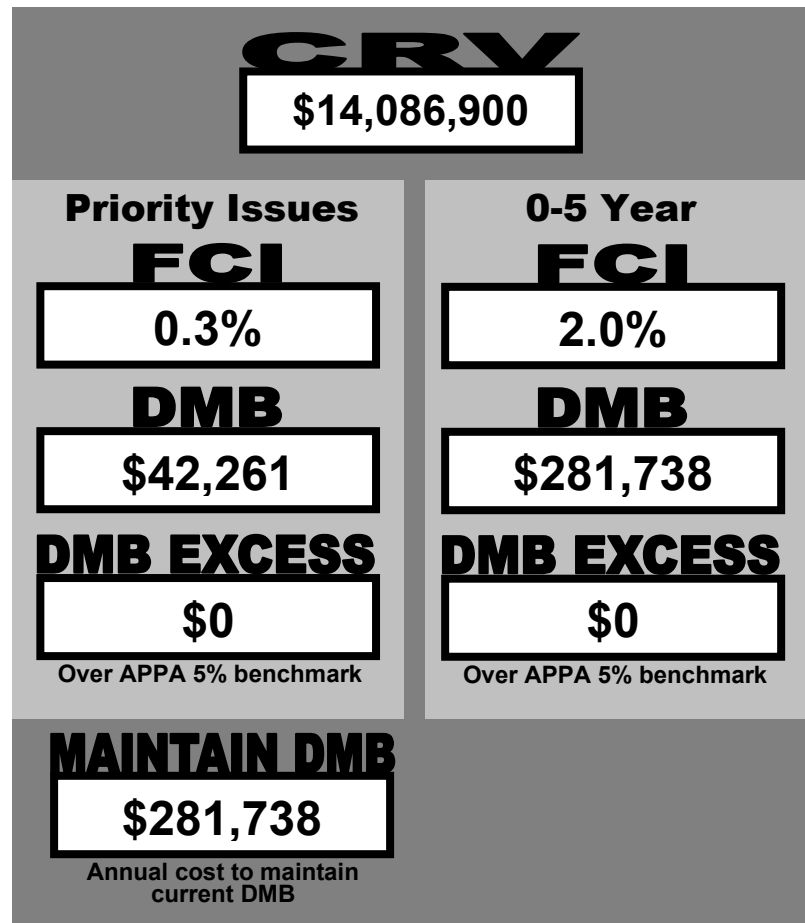 CRV
$14,086,900
Priority Issues
FCI
0.3%
DMB
$42,261
DMB EXCESS
$0
Over APPA 5% benchmark
0-5 Year
FCI
2.0%
DMB
$281,738
DMB EXCESS
$0
Over APPA 5% benchmark
MAINTAIN DMB
$281,738
Annual cost to maintain
current DMB